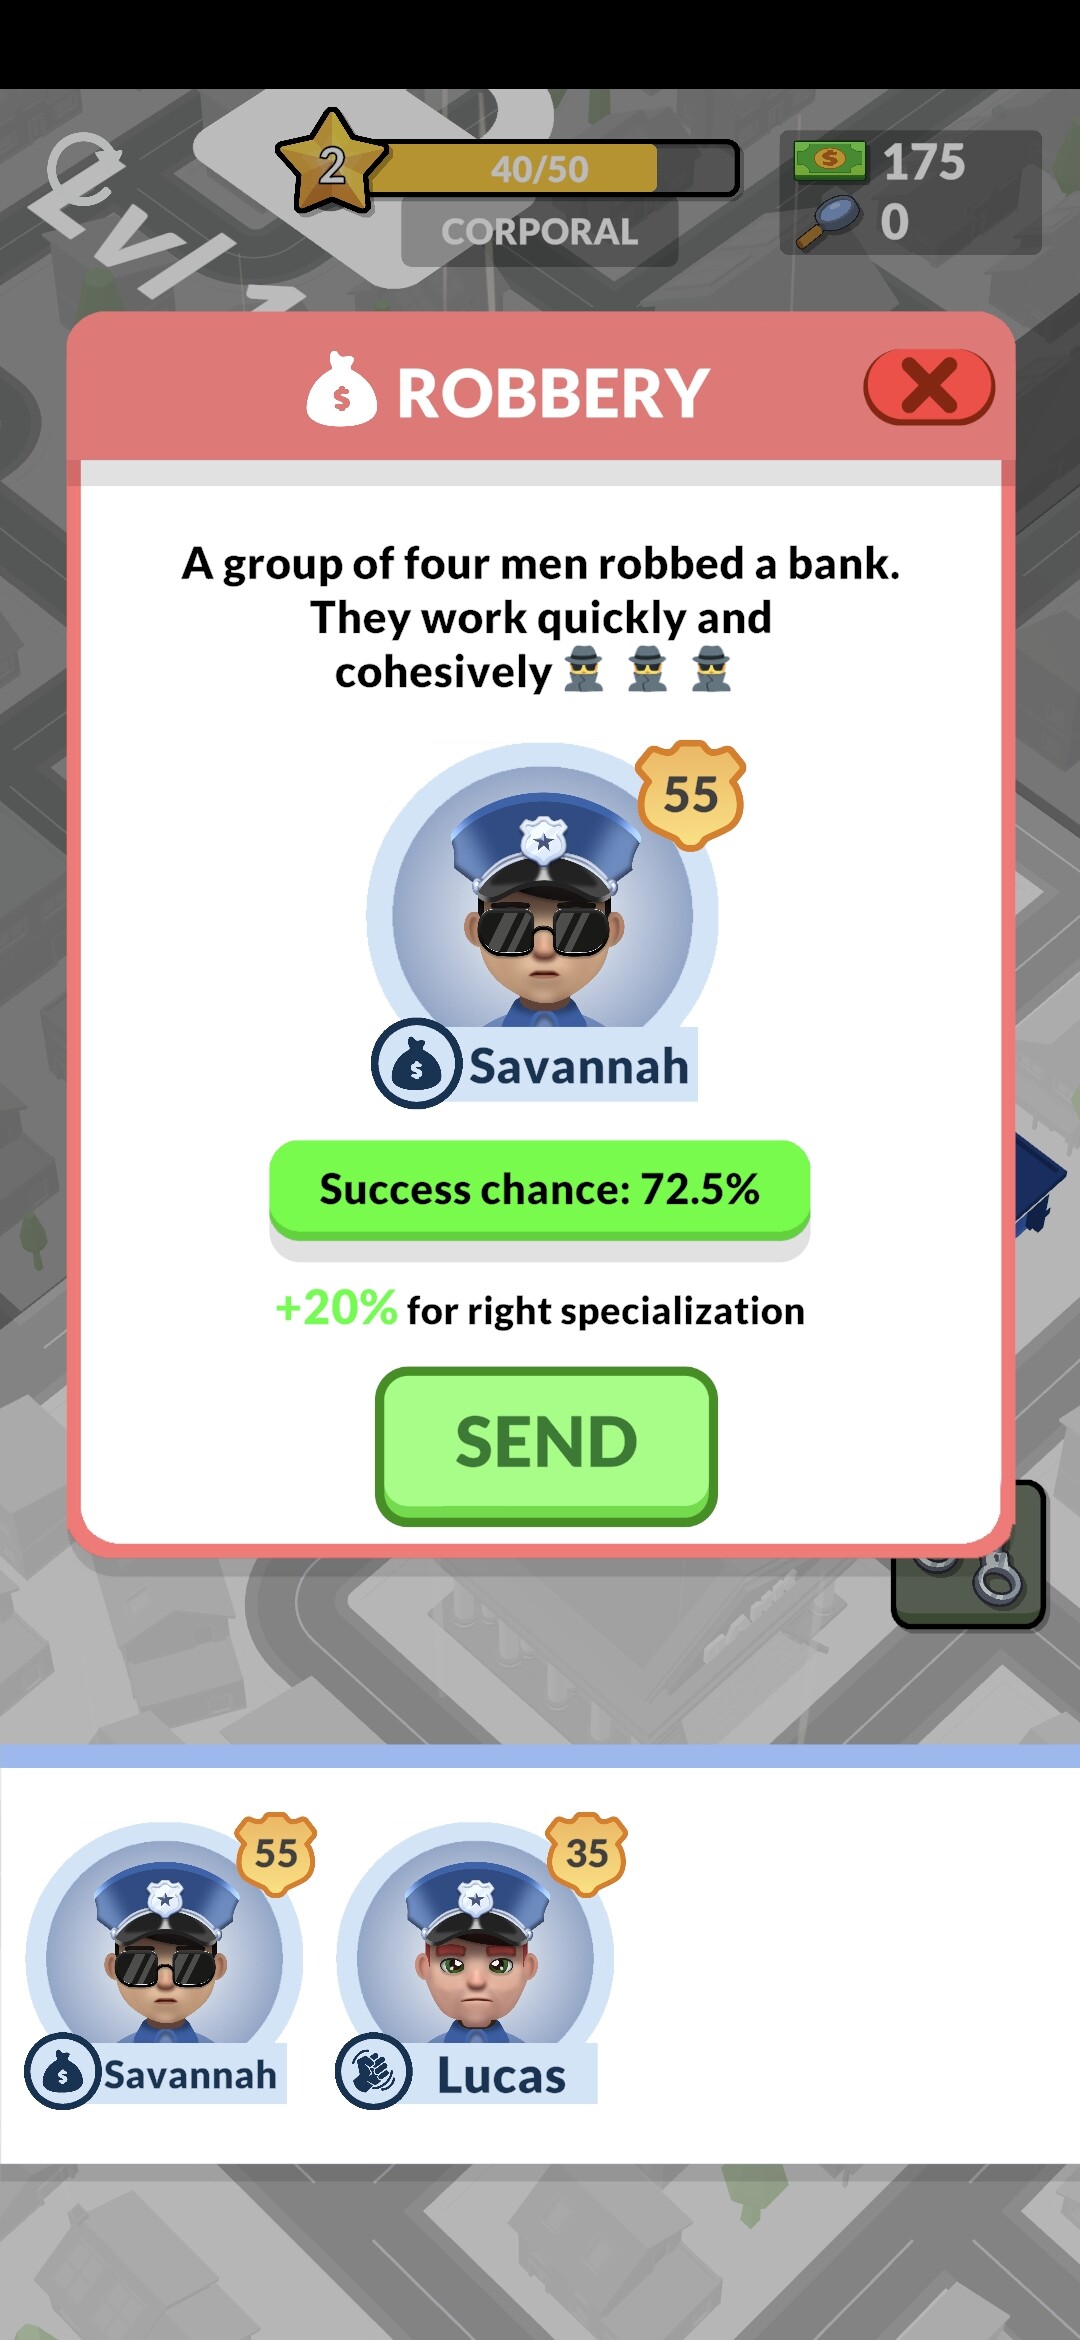 2
40/50
CORPORAL
175
0
Lvl
ROBBERY
A group of four men robbed a bank.
They work quickly and
cohesively
55
Savannah
Success chance: 72.5%
+20% for right specialization
SEND
55
35
Savannah
Lucas